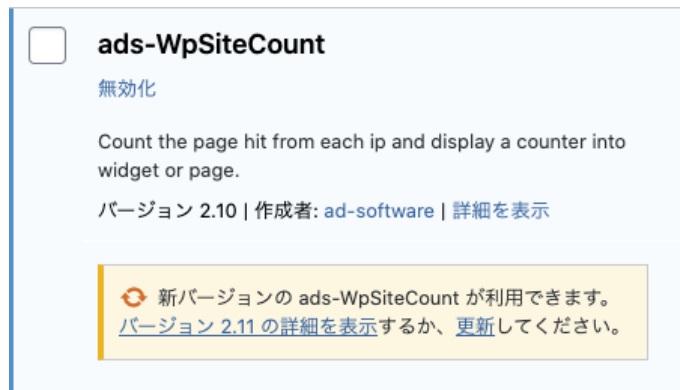 ads-WpSiteCount
無効化
Count the page hit from each ip and display a counter into
widget or page.
バージョン 2.10 | 作成者: ad-software | 詳細を表示
新バージョンの ads-WpSiteCount が利用できます。
バージョン 2.11 の詳細を表示するか、更新してください。